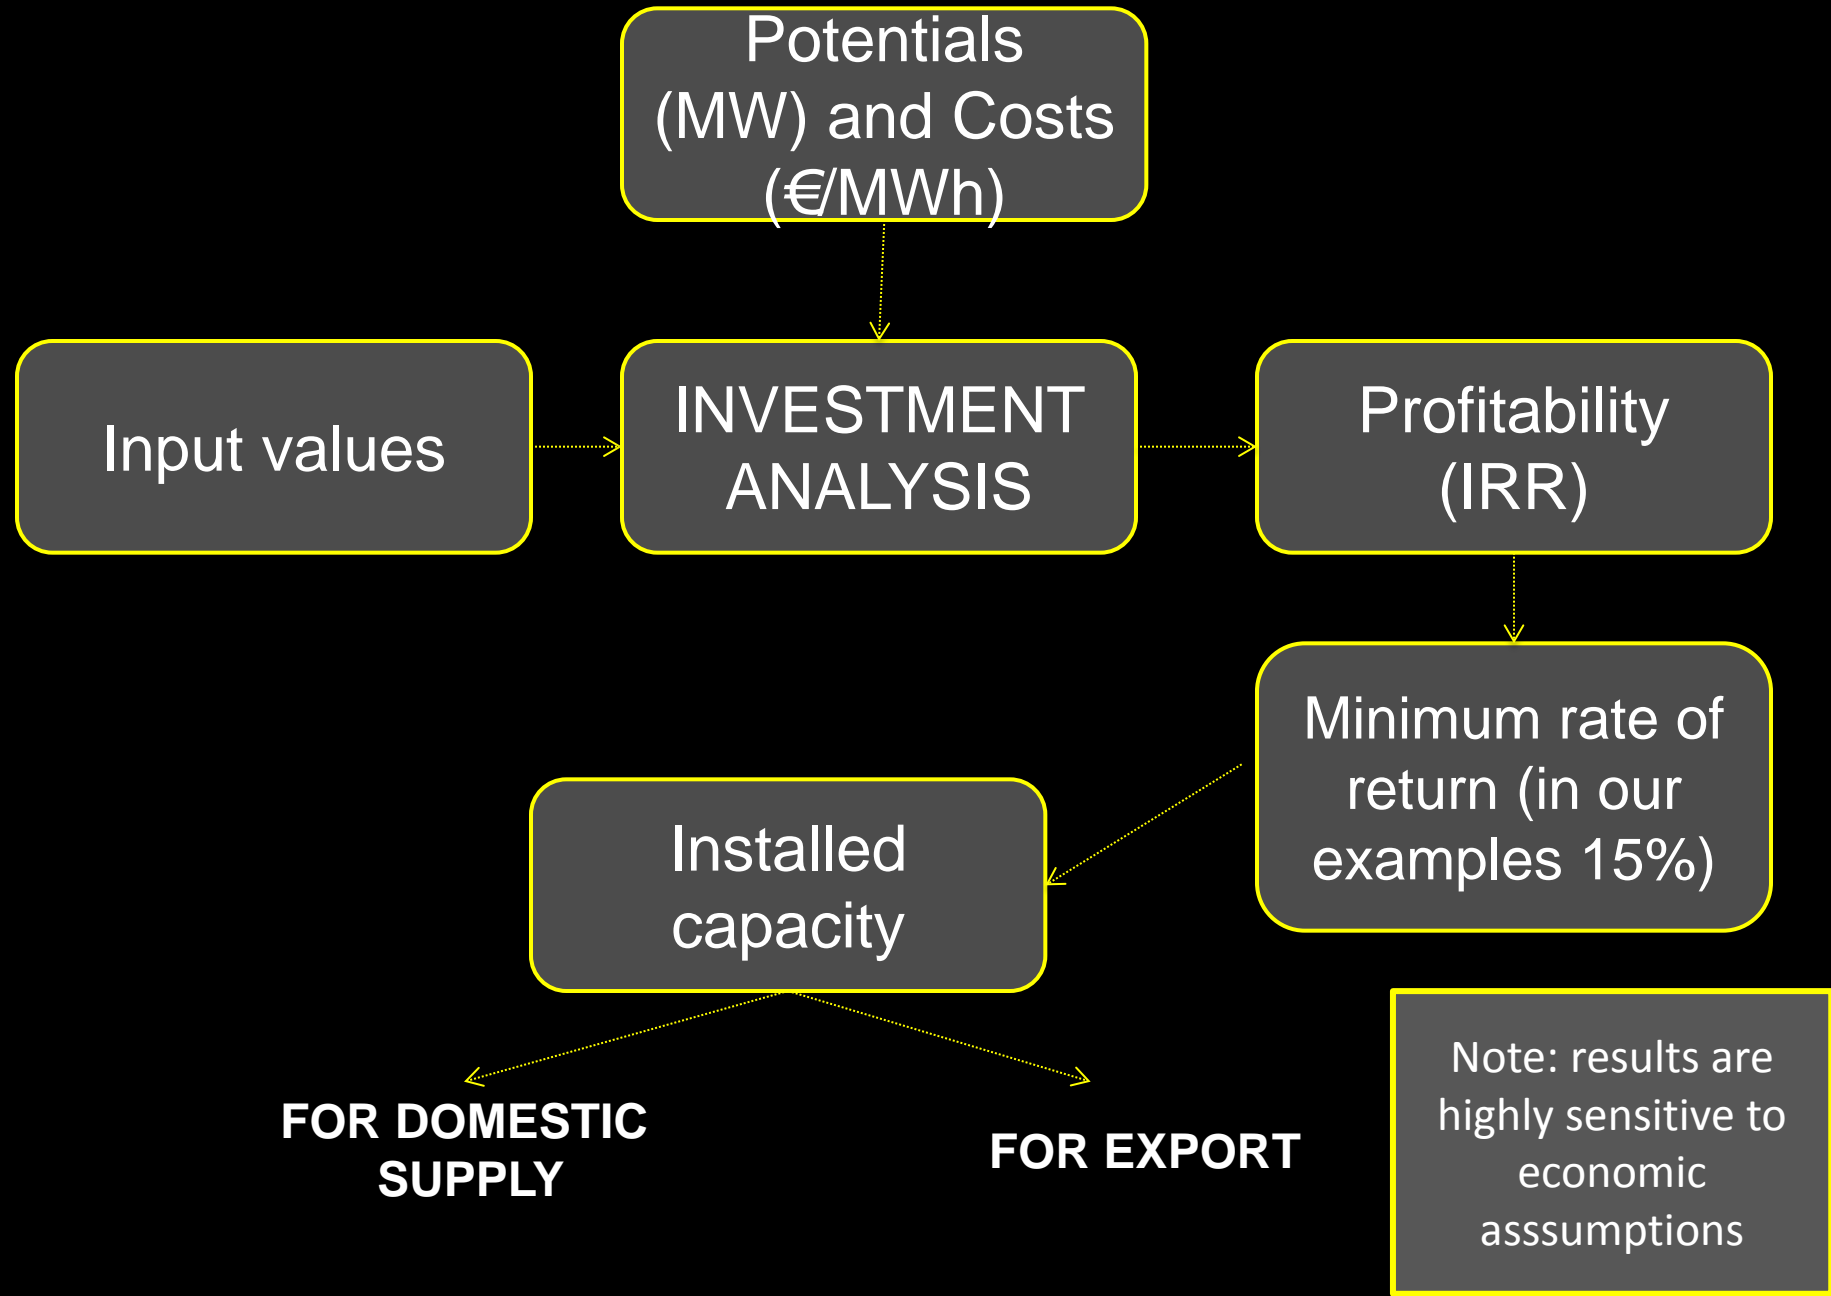 Potentials
(MW) and Costs
(€/MWh)
Input values
INVESTMENT
ANALYSIS
Profitability
(IRR)
Minimum rate of
return (in our
examples 15%)
Installed
capacity
FOR DOMESTIC
SUPPLY
FOR EXPORT
Note: results are
highly sensitive to
economic
asssumptions